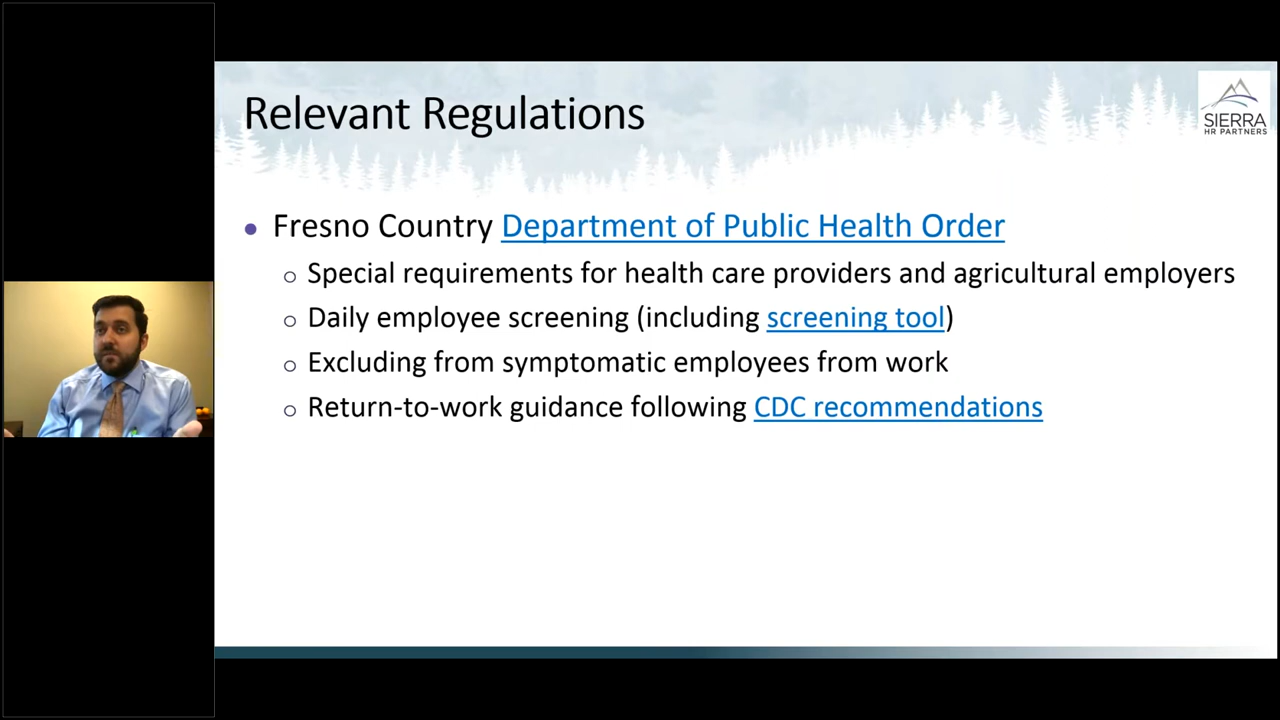 Relevant Regulations
SIERRA
HR PARTNERS
Fresno Country Department of Public Health Order
Special requirements for health care providers and agricultural employers
Daily employee screening (including screening tool)
Excluding from symptomatic employees from work
Return-to-work guidance following CDC recommendations